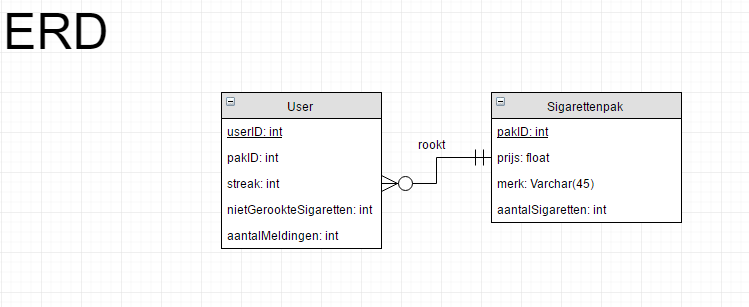 ERD
User
userID: int
pakID: int
streak: int
nietGerookteSigaretten: int
aantalMeldingen: int
rookt
Sigarettenpak
pakID: int
prijs: float
merk: Varchar(45)
aantalSigaretten: int